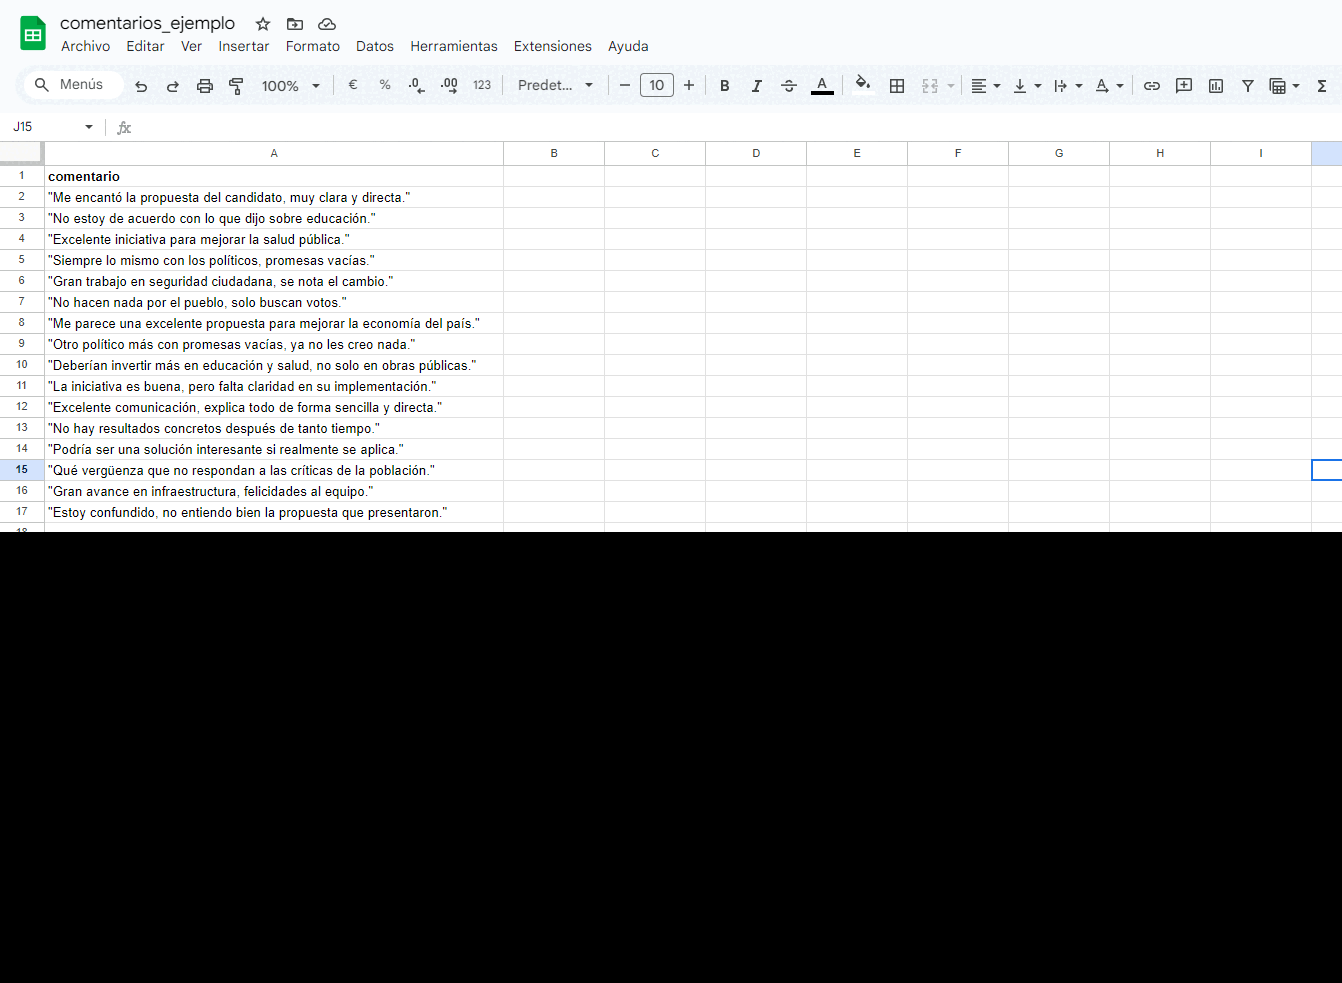 comentarios_ejemplo
Archivo Editar Ver Insertar Formato Datos Herramientas Extensiones Ayuda
Menús 100% € % .0 .00 123 Predet... − 10 + B I A A Σ
J15 fx
A B C D E F G H I
1 comentario
2 "Me encantó la propuesta del candidato, muy clara y directa."
3 "No estoy de acuerdo con lo que dijo sobre educación."
4 "Excelente iniciativa para mejorar la salud pública."
5 "Siempre lo mismo con los políticos, promesas vacías."
6 "Gran trabajo en seguridad ciudadana, se nota el cambio."
7 "No hacen nada por el pueblo, solo buscan votos."
8 "Me parece una excelente propuesta para mejorar la economía del país."
9 "Otro político más con promesas vacías, ya no les creo nada."
10 "Deberían invertir más en educación y salud, no solo en obras públicas."
11 "La iniciativa es buena, pero falta claridad en su implementación."
12 "Excelente comunicación, explica todo de forma sencilla y directa."
13 "No hay resultados concretos después de tanto tiempo."
14 "Podría ser una solución interesante si realmente se aplica."
15 "Qué vergüenza que no respondan a las críticas de la población."
16 "Gran avance en infraestructura, felicidades al equipo."
17 "Estoy confundido, no entiendo bien la propuesta que presentaron."
18